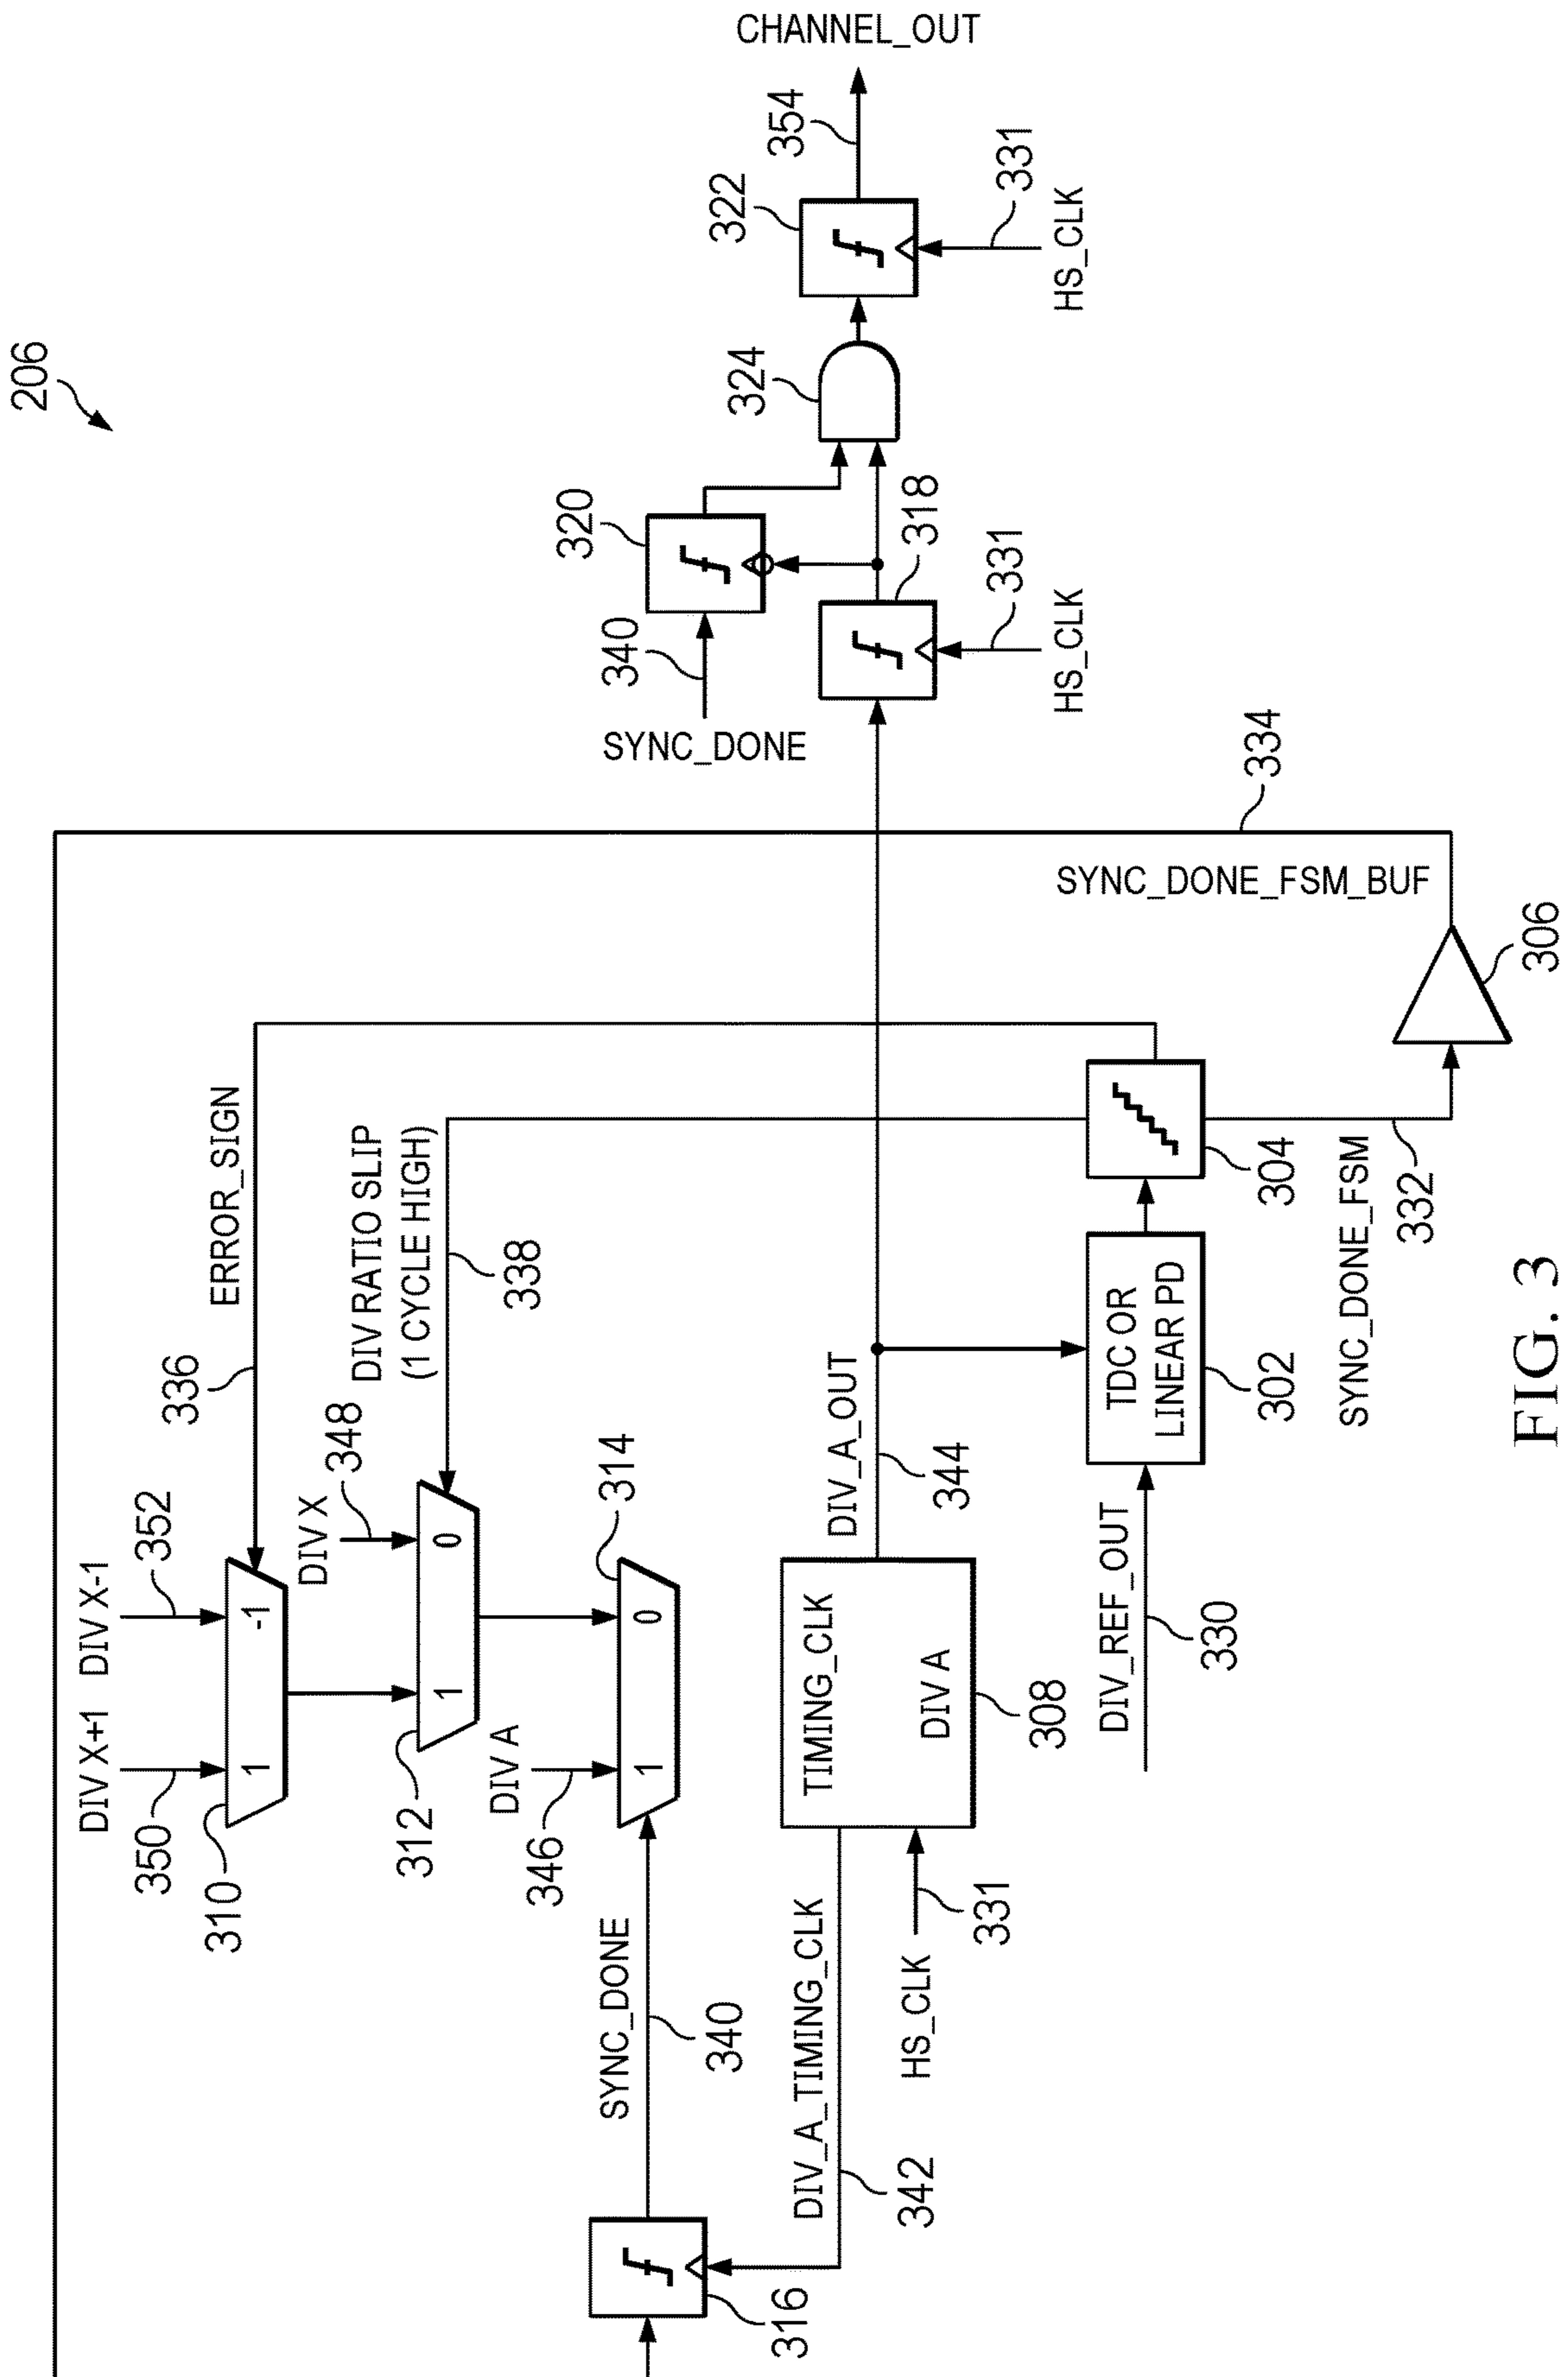 206
CHANNEL_OUT
354
322
331
HS_CLK
324
320
340
SYNC_DONE
318
331
HS_CLK
334
SYNC_DONE_FSM_BUF
306
ERROR_SIGN
336
DIV RATIO SLIP
(1 CYCLE HIGH)
338
304
SYNC_DONE_FSM
332
DIV X+1
DIV X-1
350
352
1
-1
310
DIV X
348
1
0
312
DIV A
346
314
1
0
SYNC_DONE
340
316
DIV_A_TIMING_CLK
342
HS_CLK
331
TIMING_CLK
DIV A
308
DIV_A_OUT
344
TDC OR
LINEAR PD
302
DIV_REF_OUT
330
FIG. 3